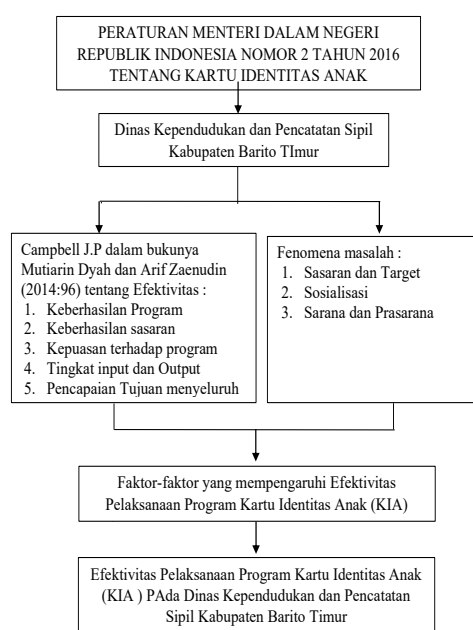 PERATURAN MENTERI DALAM NEGERI
REPUBLIK INDONESIA NOMOR 2 TAHUN 2016
TENTANG KARTU IDENTITAS ANAK
Dinas Kependudukan dan Pencatatan Sipil
Kabupaten Barito TImur
Campbell J.P dalam bukunya
Mutiarin Dyah dan Arif Zaenudin
(2014:96) tentang Efektivitas :
1. Keberhasilan Program
2. Keberhasilan sasaran
3. Kepuasan terhadap program
4. Tingkat input dan Output
5. Pencapaian Tujuan menyeluruh
Fenomena masalah :
1. Sasaran dan Target
2. Sosialisasi
3. Sarana dan Prasarana
Faktor-faktor yang mempengaruhi Efektivitas
Pelaksanaan Program Kartu Identitas Anak (KIA)
Efektivitas Pelaksanaan Program Kartu Identitas Anak
(KIA ) PAda Dinas Kependudukan dan Pencatatan
Sipil Kabupaten Barito Timur